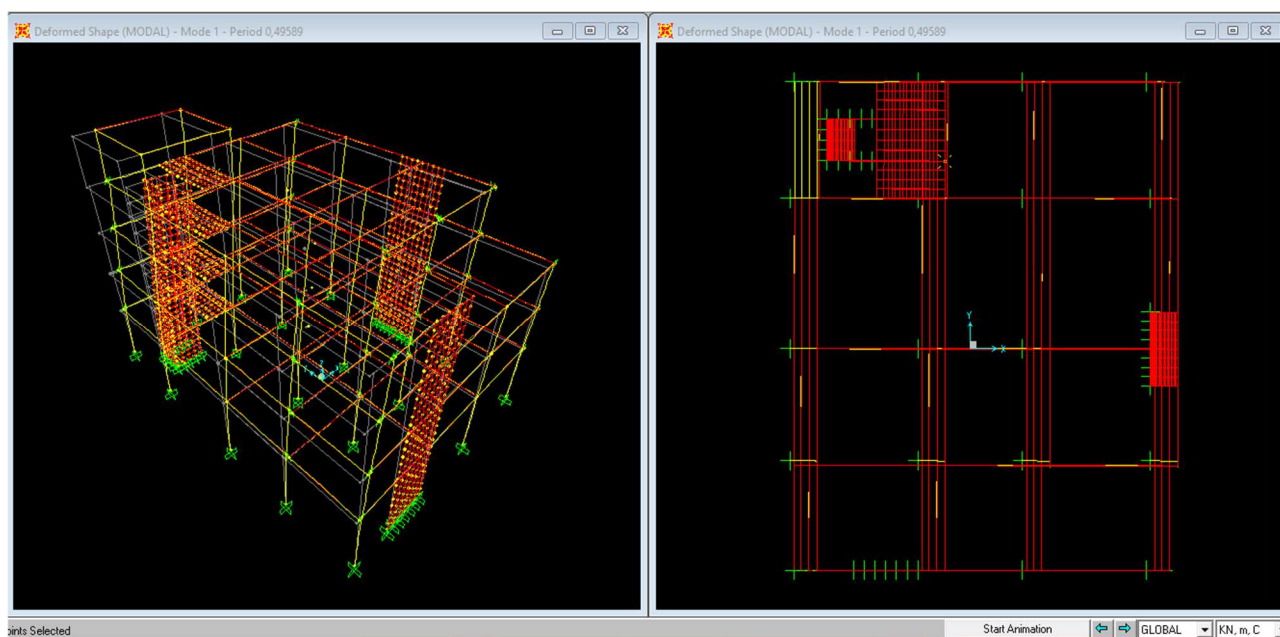 Deformed Shape (MODAL) - Mode 1 - Period 0,49589
Deformed Shape (MODAL) - Mode 1 - Period 0,49589
Z
Y
X
oints Selected
Start Animation
GLOBAL
KN, m, C